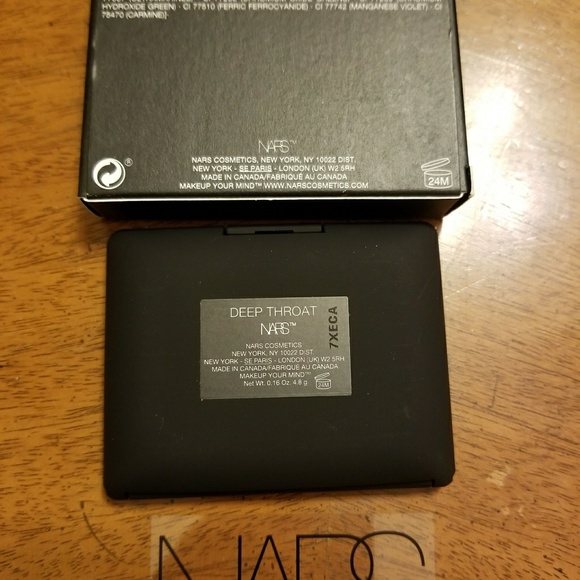 HYDROXIDE GREEN) · CI 77510 (FERRIC FERROCYANIDE) · CI 77742 (MANGANESE VIOLET) · CI
75470 (CARMINE)]
NARS™
NARS COSMETICS, NEW YORK, NY 10022 DIST.
NEW YORK - SE PARIS - LONDON (UK) W2 5RH
MADE IN CANADA/FABRIQUÉ AU CANADA
MAKEUP YOUR MIND™ WWW.NARSCOSMETICS.COM
24M
DEEP THROAT
NARS™
7XECA
NARS COSMETICS
NEW YORK, NY 10022 DIST.
NEW YORK - SE PARIS - LONDON (UK) W2 5RH
MADE IN CANADA/FABRIQUÉ AU CANADA
MAKEUP YOUR MIND™
Net Wt. 0.16 Oz. 4.8 g
24M
NARS